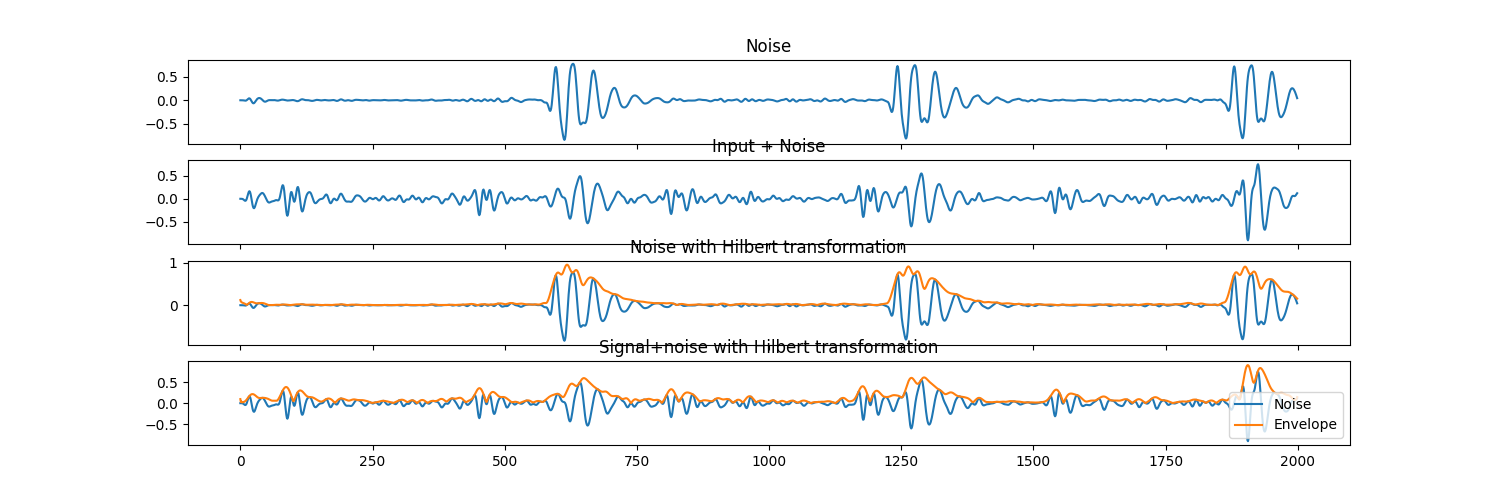 Noise
0.5
0.0
−0.5
Input + Noise
0.5
0.0
−0.5
Noise with Hilbert transformation
1
0
Signal+noise with Hilbert transformation
0.5
0.0
−0.5
Noise
Envelope
0 250 500 750 1000 1250 1500 1750 2000